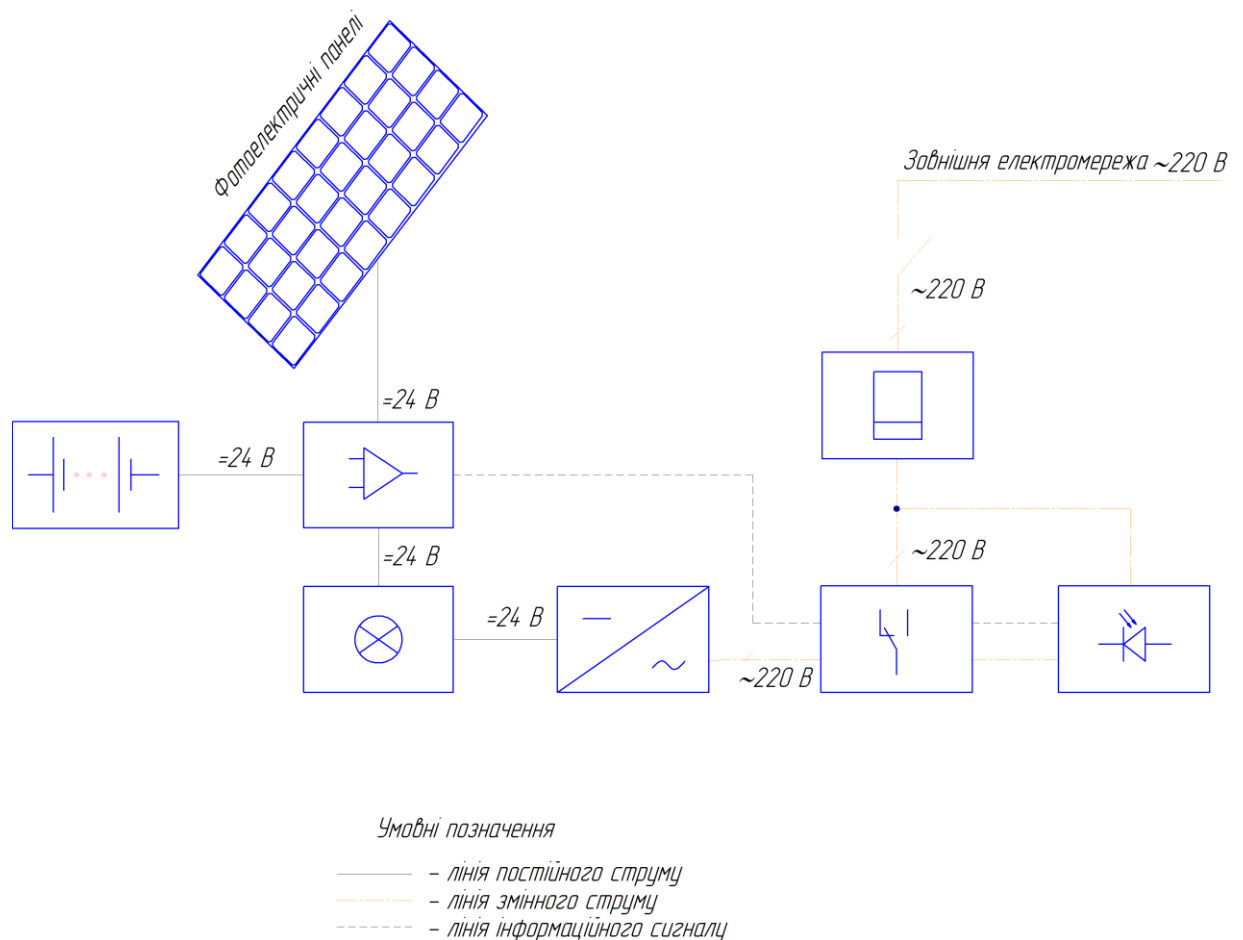 Фотоелектричні панелі
Зовнішня електромережа ~220 В
~220 В
=24 В
=24 В
=24 В
~220 В
=24 В
~220 В
Умовні позначення
– лінія постійного струму
– лінія змінного струму
– лінія інформаційного сигналу